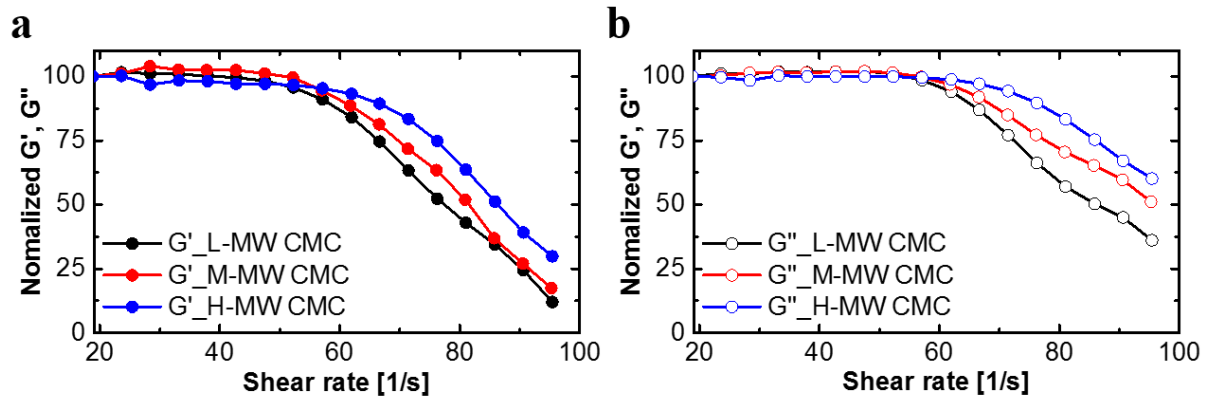 a
Nomalized G', G"
100
75
50
25
0
G'_L-MW CMC
G'_M-MW CMC
G'_H-MW CMC
20 40 60 80 100
Shear rate [1/s]
b
Nomalized G', G"
100
75
50
25
0
G"_L-MW CMC
G"_M-MW CMC
G"_H-MW CMC
20 40 60 80 100
Shear rate [1/s]